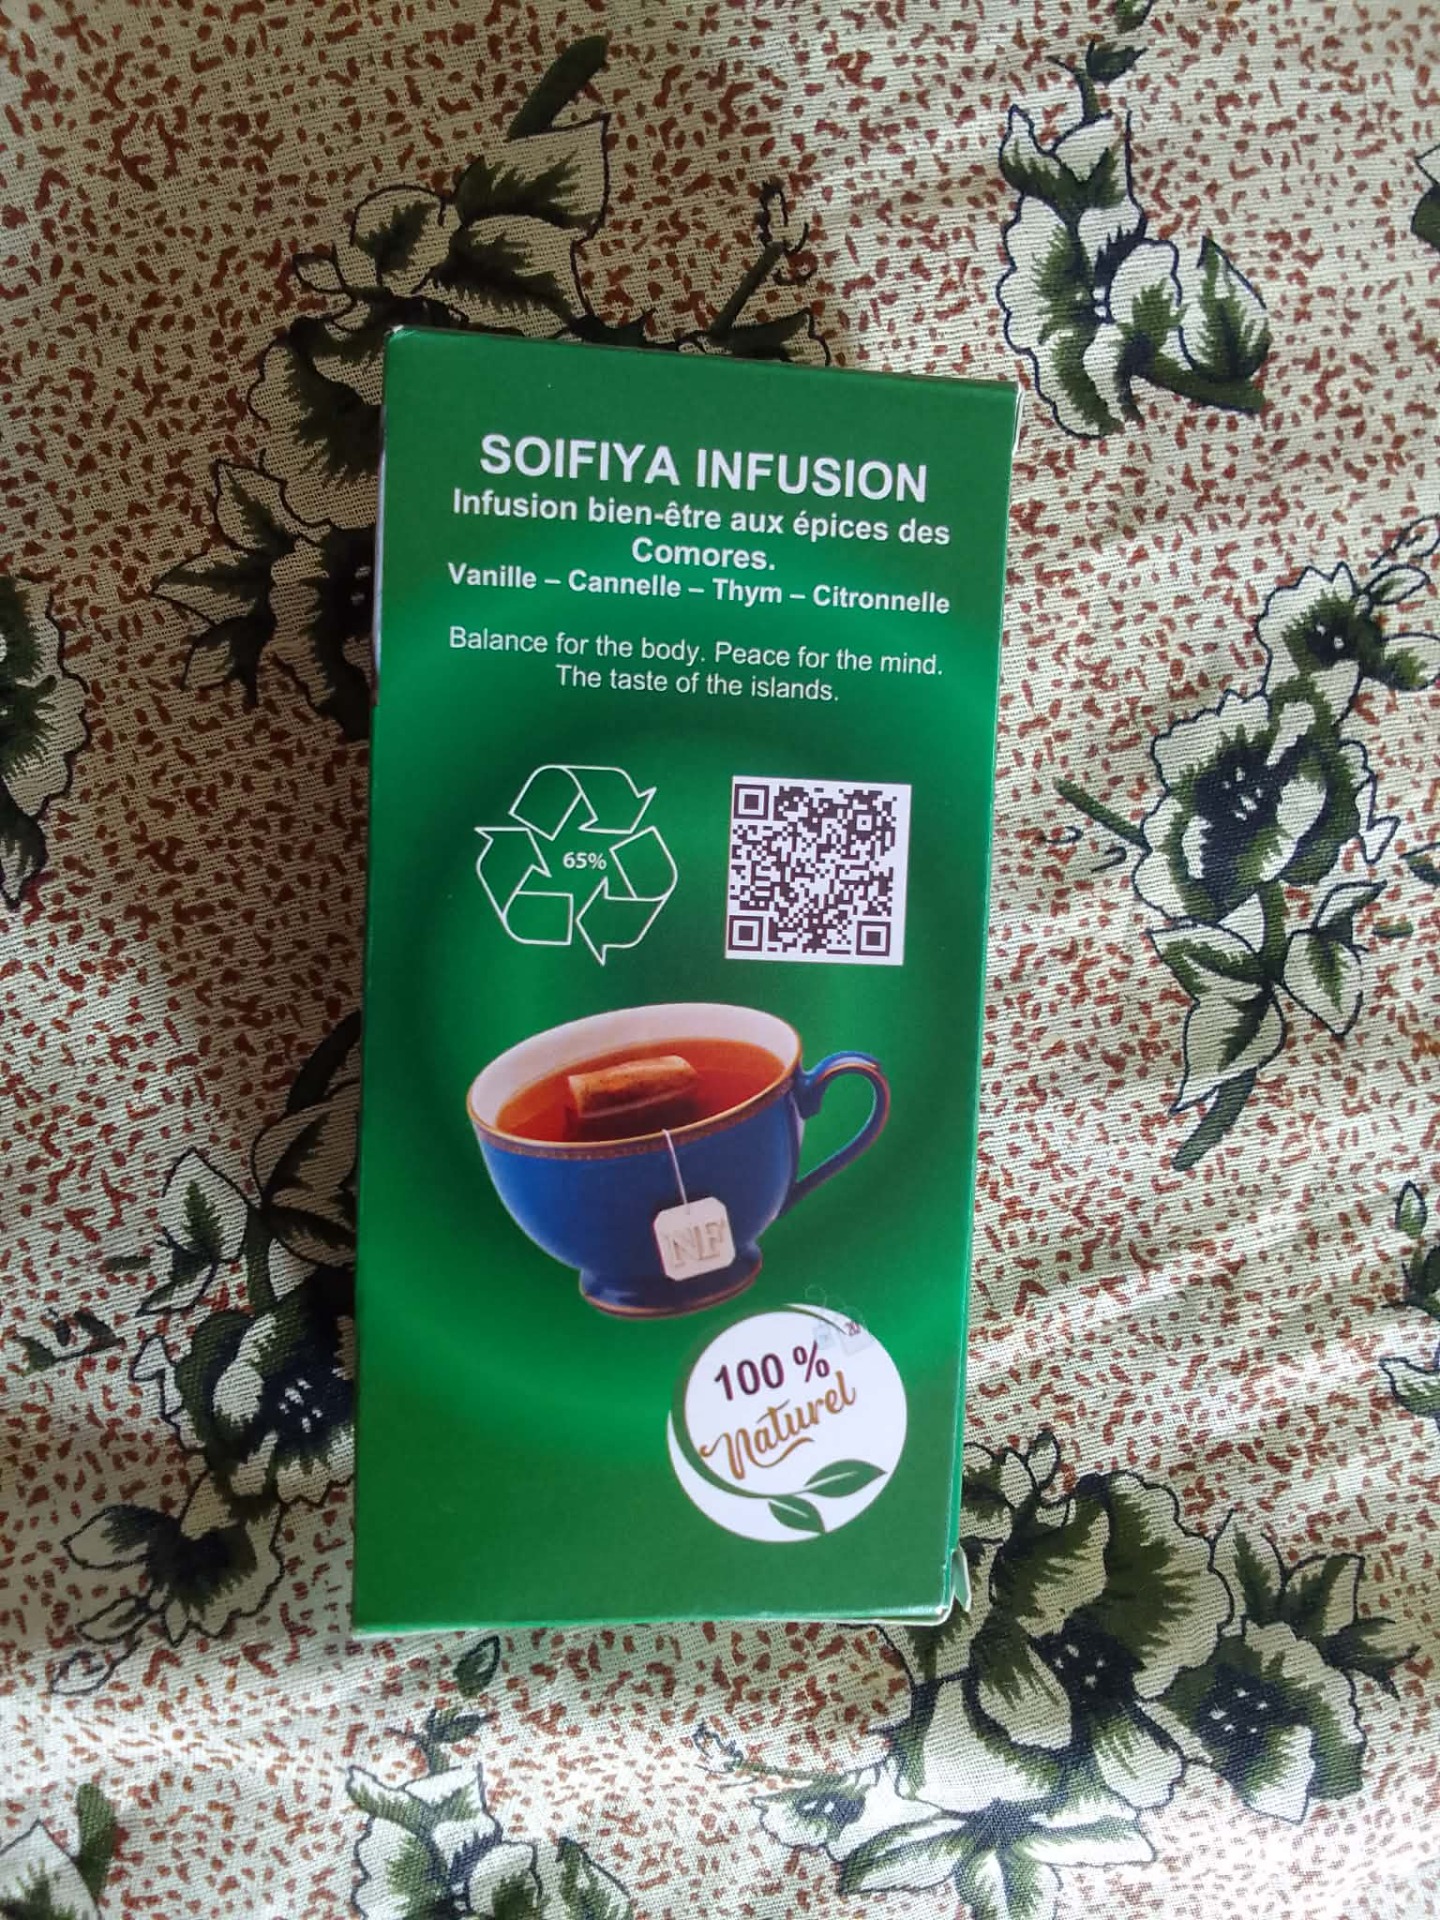 SOIFIYA INFUSION
Infusion bien-être aux épices des
Comores.
Vanille – Cannelle – Thym – Citronnelle
Balance for the body. Peace for the mind.
The taste of the islands.
65%
NLF
100 %
Naturel